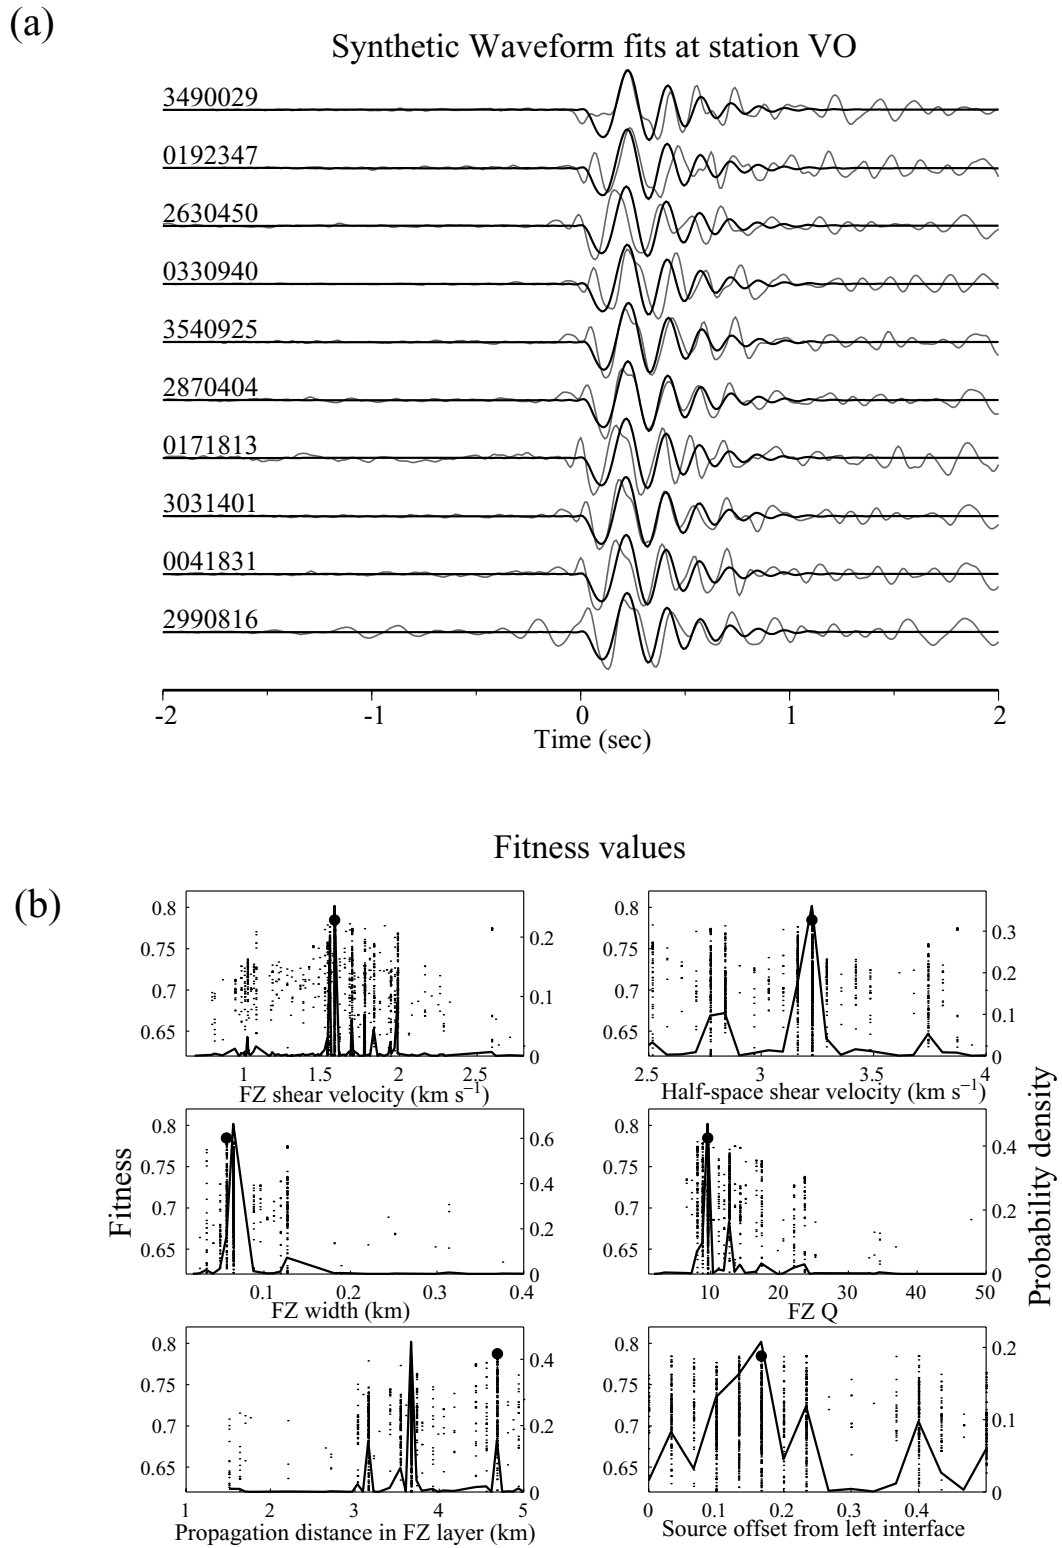 (a)
Synthetic Waveform fits at station VO
3490029
0192347
2630450
0330940
3540925
2870404
0171813
3031401
0041831
2990816
-2 -1 0 1 2
Time (sec)
Fitness values
(b)
Fitness
Probability density
0.8
0.75
0.7
0.65
0.2
0.1
0
1 1.5 2 2.5
FZ shear velocity (km s⁻¹)
0.8
0.75
0.7
0.65
0.3
0.2
0.1
0
2.5 3 3.5 4
Half-space shear velocity (km s⁻¹)
0.8
0.75
0.7
0.65
0.6
0.4
0.2
0
0.1 0.2 0.3 0.4
FZ width (km)
0.8
0.75
0.7
0.65
0.4
0.2
0
10 20 30 40 50
FZ Q
0.8
0.75
0.7
0.65
0.4
0.2
0
1 2 3 4 5
Propagation distance in FZ layer (km)
0.8
0.75
0.7
0.65
0.2
0.1
0
0 0.1 0.2 0.3 0.4
Source offset from left interface